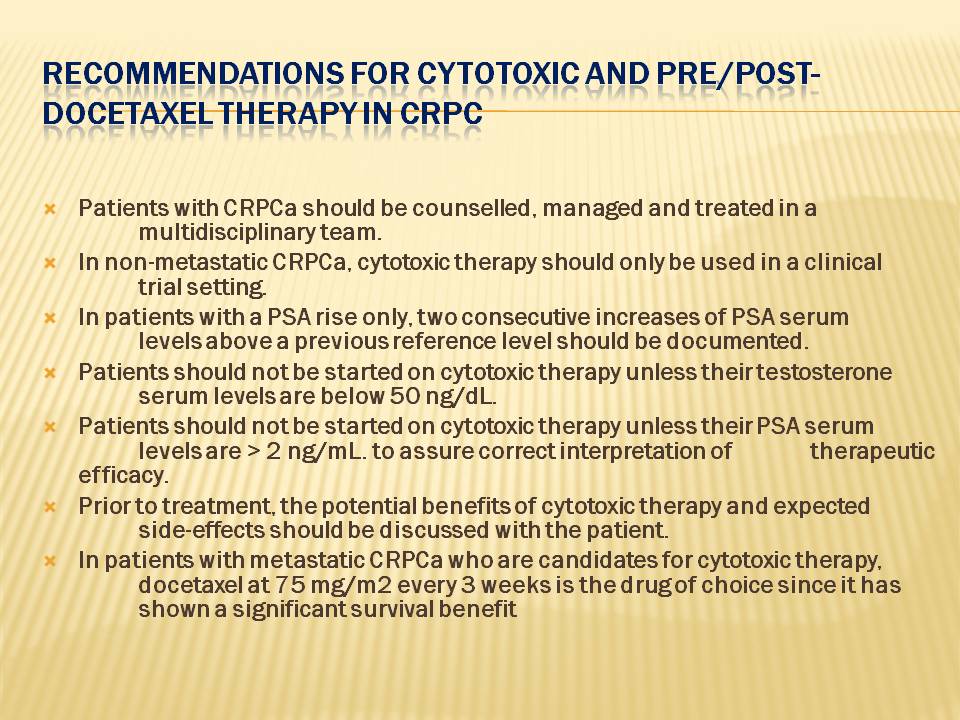 RECOMMENDATIONS FOR CYTOTOXIC AND PRE/POST-
DOCETAXEL THERAPY IN CRPC
Patients with CRPCa should be counselled, managed and treated in a
multidisciplinary team.
In non-metastatic CRPCa, cytotoxic therapy should only be used in a clinical
trial setting.
In patients with a PSA rise only, two consecutive increases of PSA serum
levels above a previous reference level should be documented.
Patients should not be started on cytotoxic therapy unless their testosterone
serum levels are below 50 ng/dL.
Patients should not be started on cytotoxic therapy unless their PSA serum
levels are > 2 ng/mL. to assure correct interpretation of therapeutic
efficacy.
Prior to treatment, the potential benefits of cytotoxic therapy and expected
side-effects should be discussed with the patient.
In patients with metastatic CRPCa who are candidates for cytotoxic therapy,
docetaxel at 75 mg/m2 every 3 weeks is the drug of choice since it has
shown a significant survival benefit